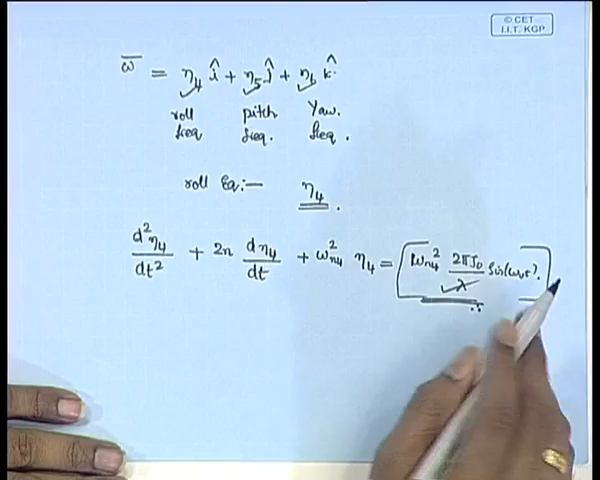 © CET
I.I.T. KGP
ω̅ = η₄ î + η₅ ĵ + η₆ k̂
roll pitch Yaw.
freq freq. freq.
roll Eq:— η₄.
d²η₄/dt² + 2n dη₄/dt + ω²ₙ₄ η₄ = [ω²ₙ₄ 2πζ₀/λ Sin(ωₑt).]